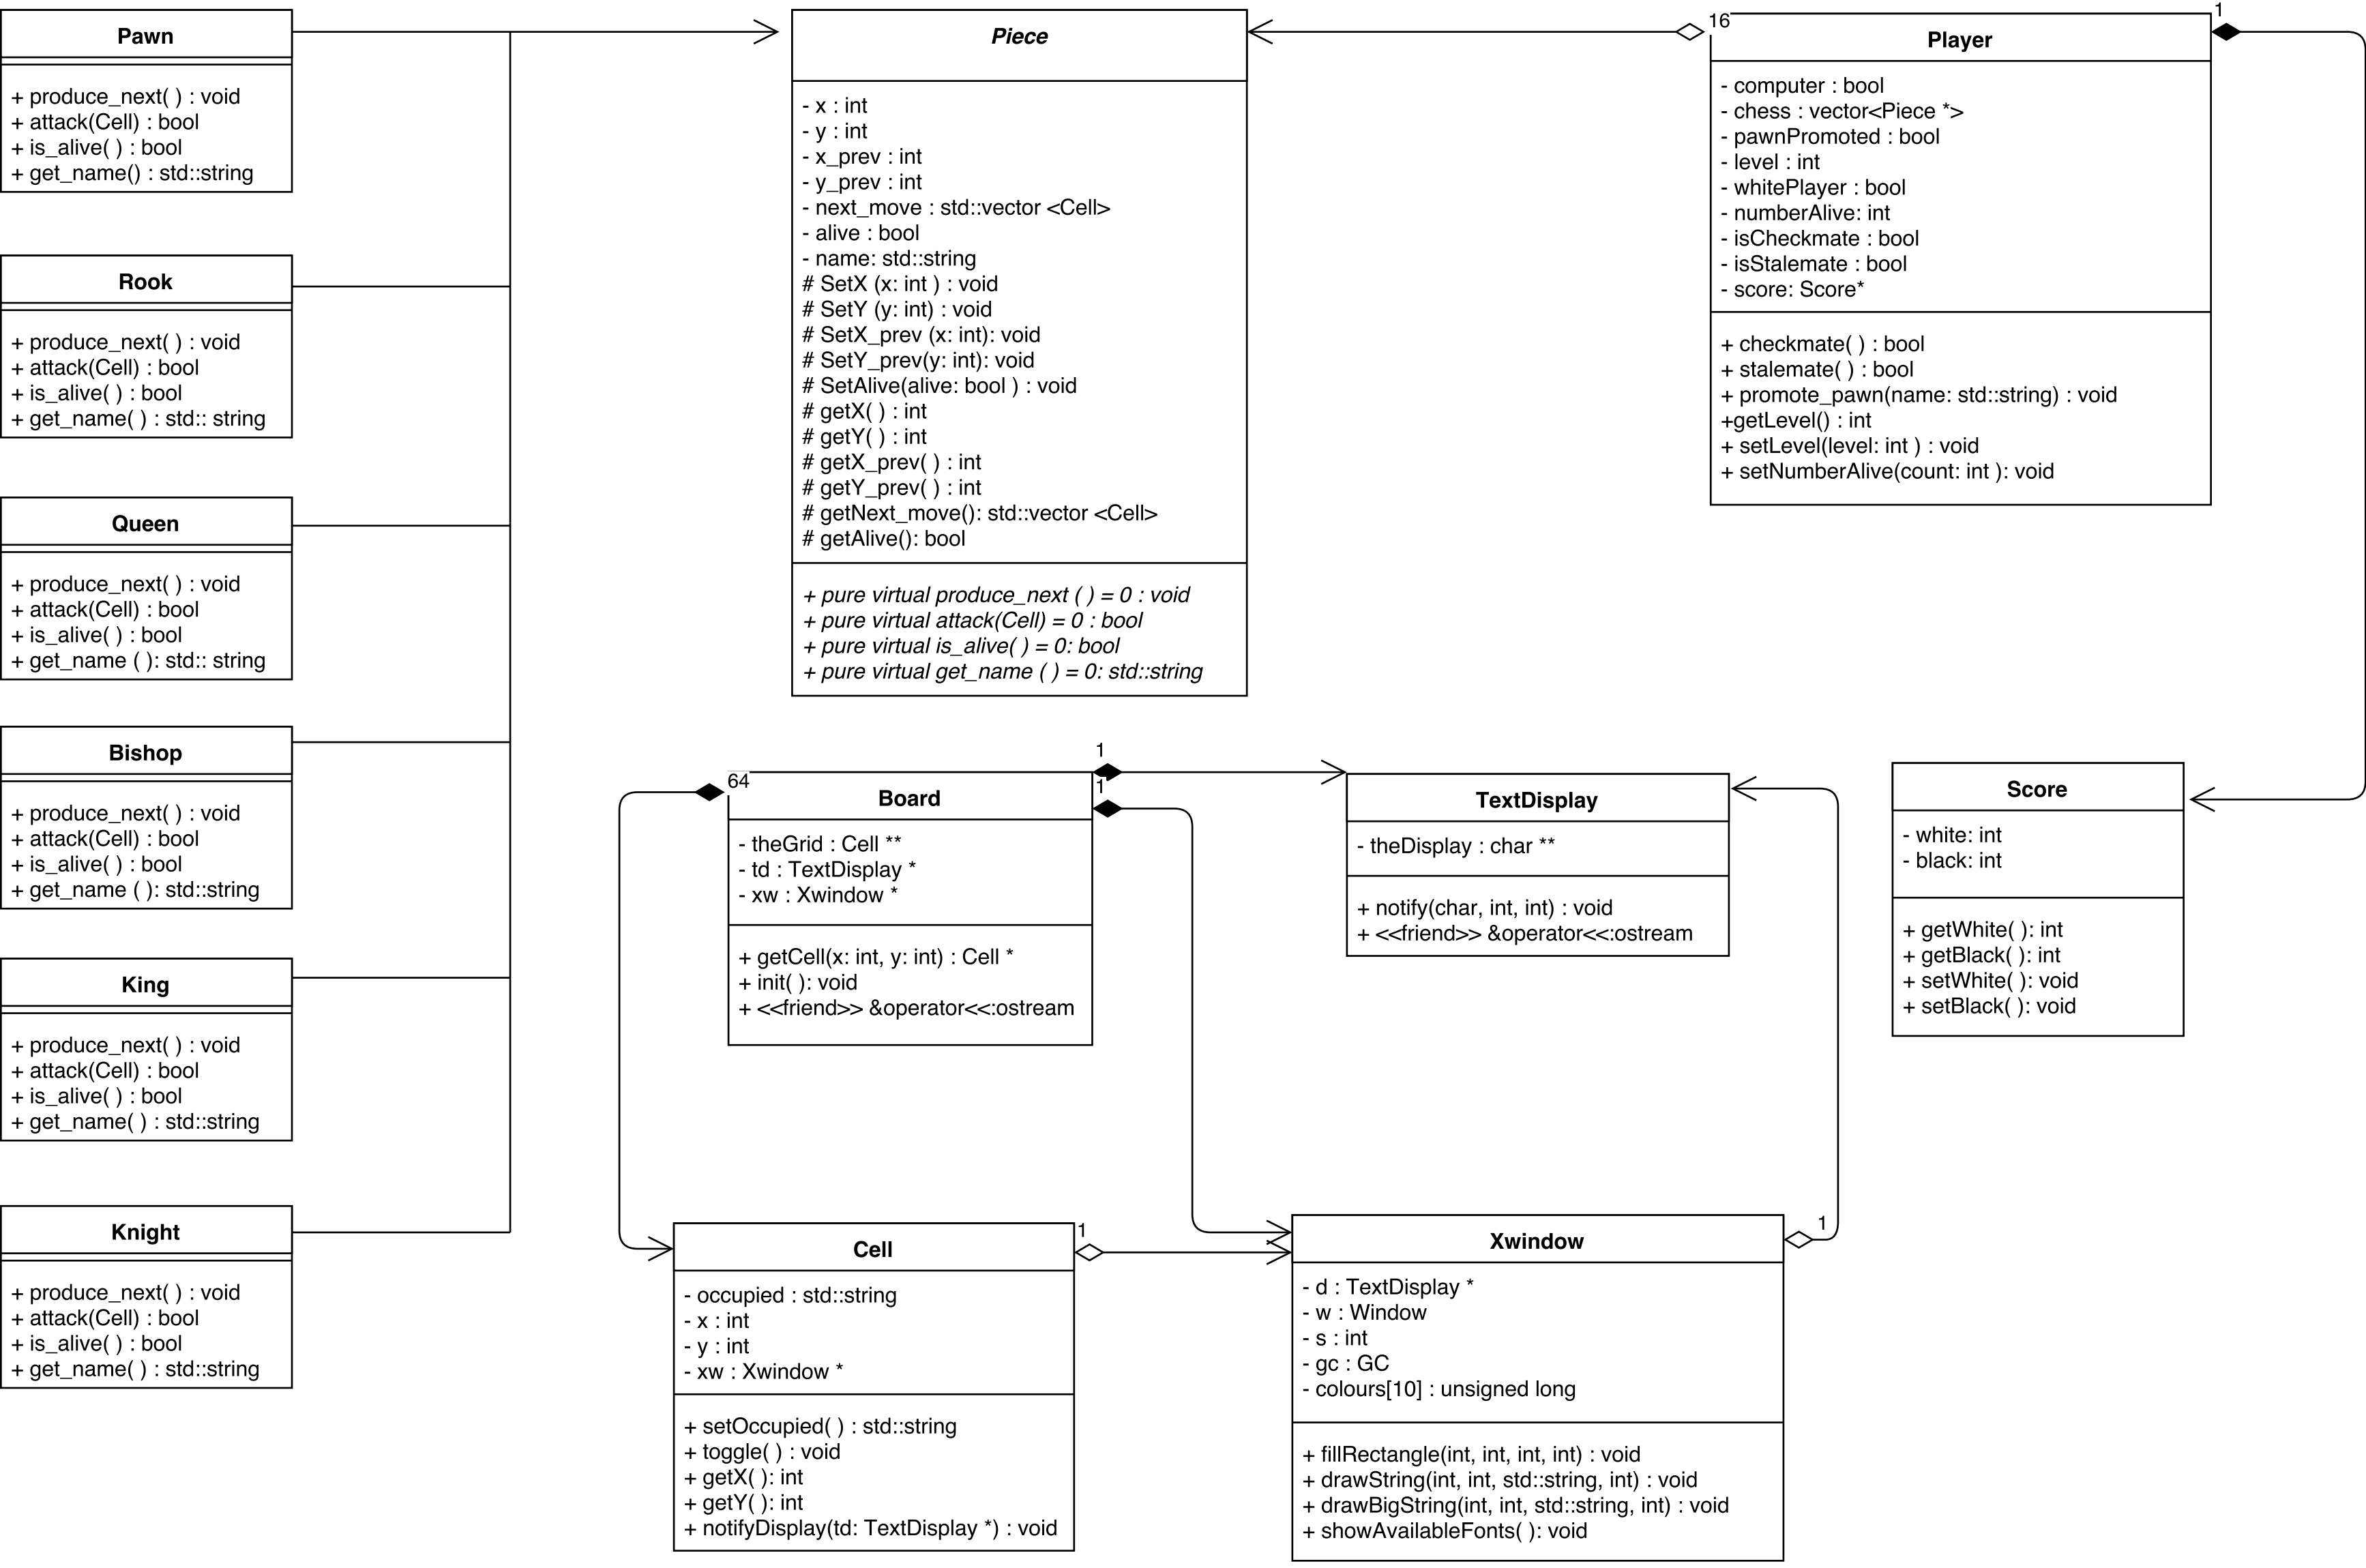 Pawn
+ produce_next( ) : void
+ attack(Cell) : bool
+ is_alive( ) : bool
+ get_name() : std::string
Rook
+ produce_next( ) : void
+ attack(Cell) : bool
+ is_alive( ) : bool
+ get_name( ) : std:: string
Queen
+ produce_next( ) : void
+ attack(Cell) : bool
+ is_alive( ) : bool
+ get_name ( ): std:: string
Bishop
+ produce_next( ) : void
+ attack(Cell) : bool
+ is_alive( ) : bool
+ get_name ( ): std::string
King
+ produce_next( ) : void
+ attack(Cell) : bool
+ is_alive( ) : bool
+ get_name( ) : std::string
Knight
+ produce_next( ) : void
+ attack(Cell) : bool
+ is_alive( ) : bool
+ get_name( ) : std::string
Piece
- x : int
- y : int
- x_prev : int
- y_prev : int
- next_move : std::vector <Cell>
- alive : bool
- name: std::string
# SetX (x: int ) : void
# SetY (y: int) : void
# SetX_prev (x: int): void
# SetY_prev(y: int): void
# SetAlive(alive: bool ) : void
# getX( ) : int
# getY( ) : int
# getX_prev( ) : int
# getY_prev( ) : int
# getNext_move(): std::vector <Cell>
# getAlive(): bool
+ pure virtual produce_next ( ) = 0 : void
+ pure virtual attack(Cell) = 0 : bool
+ pure virtual is_alive( ) = 0: bool
+ pure virtual get_name ( ) = 0: std::string
16
1
Player
- computer : bool
- chess : vector<Piece *>
- pawnPromoted : bool
- level : int
- whitePlayer : bool
- numberAlive: int
- isCheckmate : bool
- isStalemate : bool
- score: Score*
+ checkmate( ) : bool
+ stalemate( ) : bool
+ promote_pawn(name: std::string) : void
+getLevel() : int
+ setLevel(level: int ) : void
+ setNumberAlive(count: int ): void
64
1
1
Board
- theGrid : Cell **
- td : TextDisplay *
- xw : Xwindow *
+ getCell(x: int, y: int) : Cell *
+ init( ): void
+ <<friend>> &operator<<:ostream
TextDisplay
- theDisplay : char **
+ notify(char, int, int) : void
+ <<friend>> &operator<<:ostream
Score
- white: int
- black: int
+ getWhite( ): int
+ getBlack( ): int
+ setWhite( ): void
+ setBlack( ): void
1
Cell
- occupied : std::string
- x : int
- y : int
- xw : Xwindow *
+ setOccupied( ) : std::string
+ toggle( ) : void
+ getX( ): int
+ getY( ): int
+ notifyDisplay(td: TextDisplay *) : void
1
Xwindow
- d : TextDisplay *
- w : Window
- s : int
- gc : GC
- colours[10] : unsigned long
+ fillRectangle(int, int, int, int) : void
+ drawString(int, int, std::string, int) : void
+ drawBigString(int, int, std::string, int) : void
+ showAvailableFonts( ): void